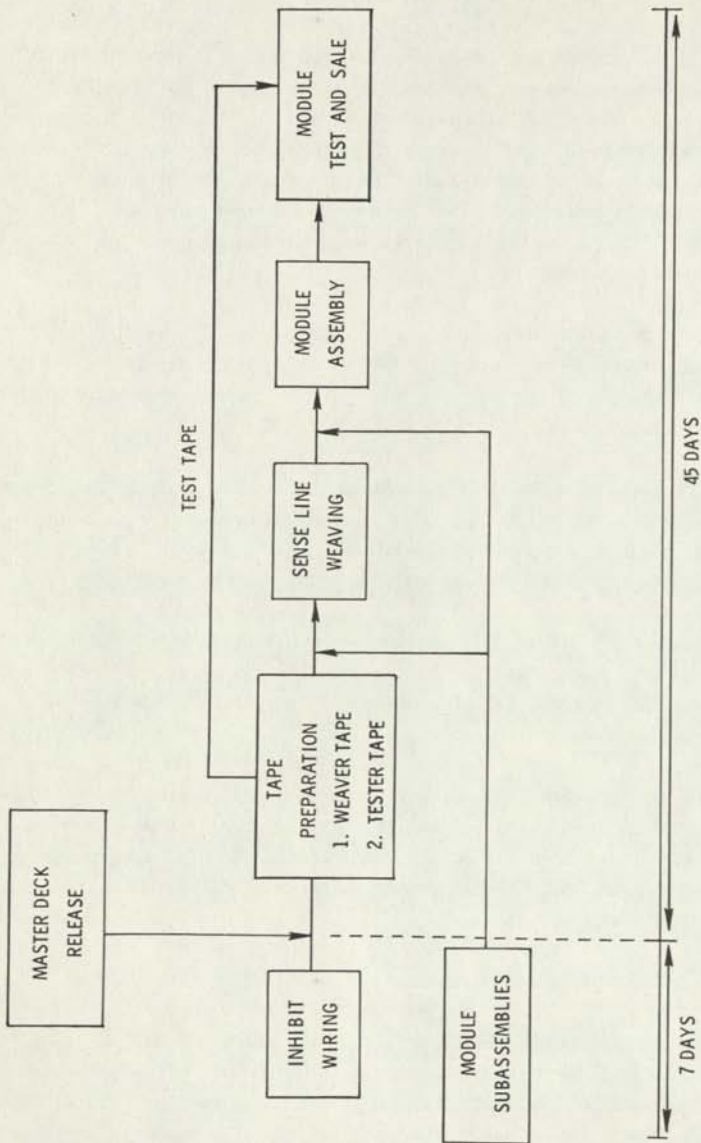 MASTER DECK
RELEASE
TEST TAPE
INHIBIT
WIRING
TAPE
PREPARATION
1. WEAVER TAPE
2. TESTER TAPE
SENSE LINE
WEAVING
MODULE
ASSEMBLY
MODULE
TEST AND SALE
MODULE
SUBASSEMBLIES
7 DAYS
45 DAYS